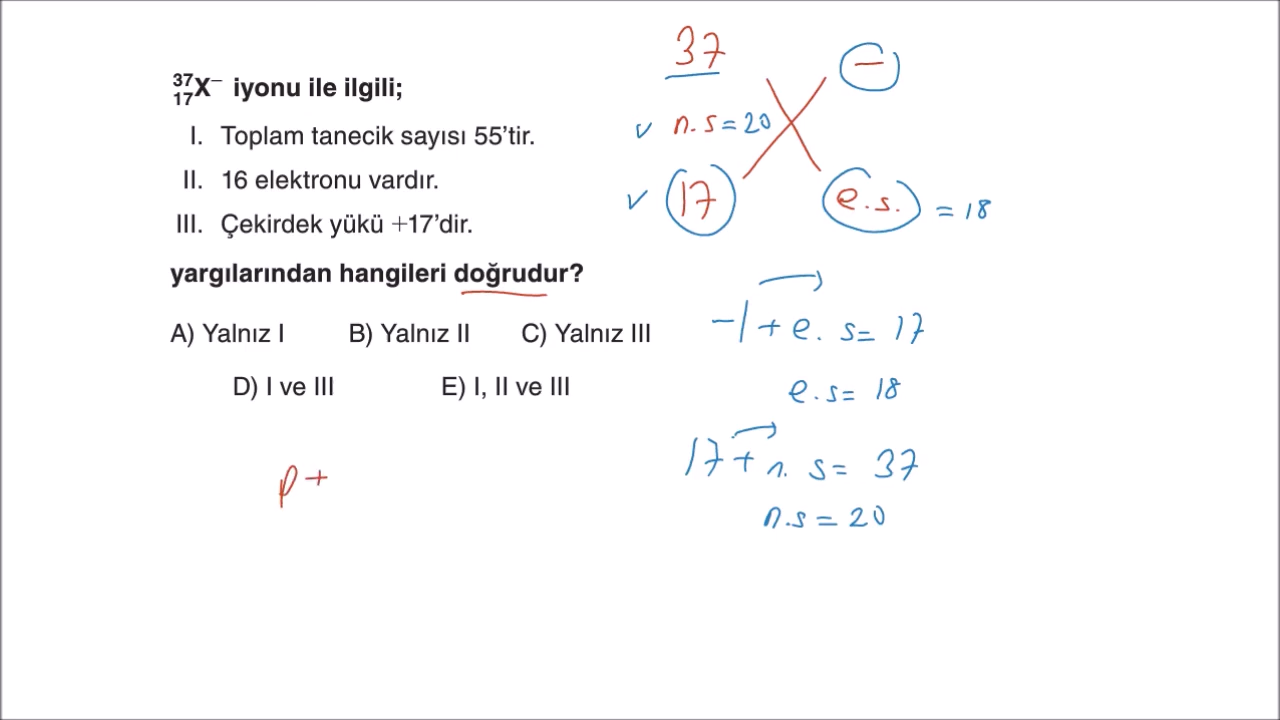 ³⁷₁₇X⁻ iyonu ile ilgili;
I. Toplam tanecik sayısı 55'tir.
II. 16 elektronu vardır.
III. Çekirdek yükü +17'dir.
yargılarından hangileri doğrudur?
A) Yalnız I B) Yalnız II C) Yalnız III
D) I ve III E) I, II ve III
p +
37 −
✓ n.s = 20
✓ 17 e.s. = 18
-1 + e.s = 17
e.s = 18
17 + n.s = 37
n.s = 20